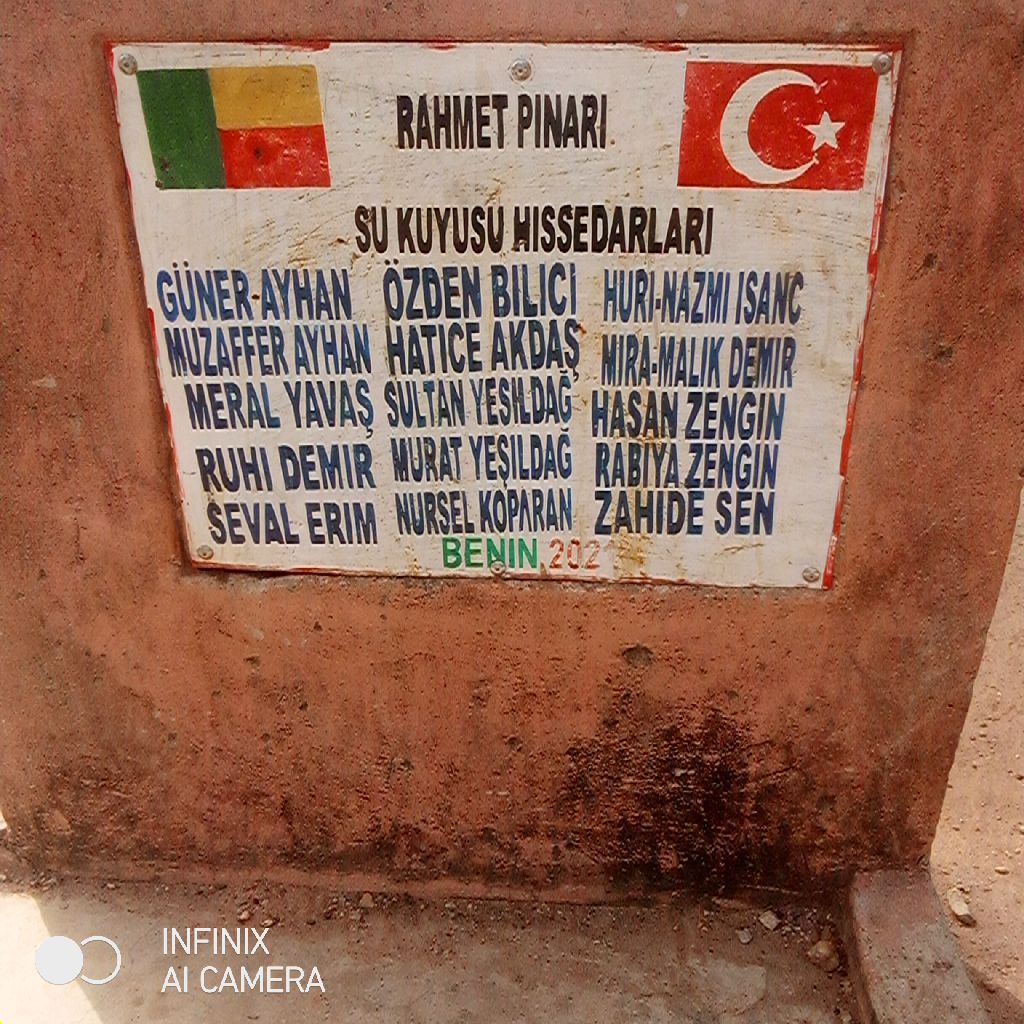 RAHMET PINARI
SU KUYUSU HISSEDARLARI
GÜNER AYHAN
MUZAFFER AYHAN
MERAL YAVAŞ
RUHI DEMIR
SEVAL ERIM
ÖZDEN BILICI
HATICE AKDAŞ
SULTAN YEŞILDAĞ
MURAT YEŞILDAĞ
NURSEL KOPARAN
HURI-NAZMI ISANC
MIRA-MALIK DEMIR
HASAN ZENGIN
RABIYA ZENGIN
ZAHIDE SEN
BENIN
INFINIX
AI CAMERA